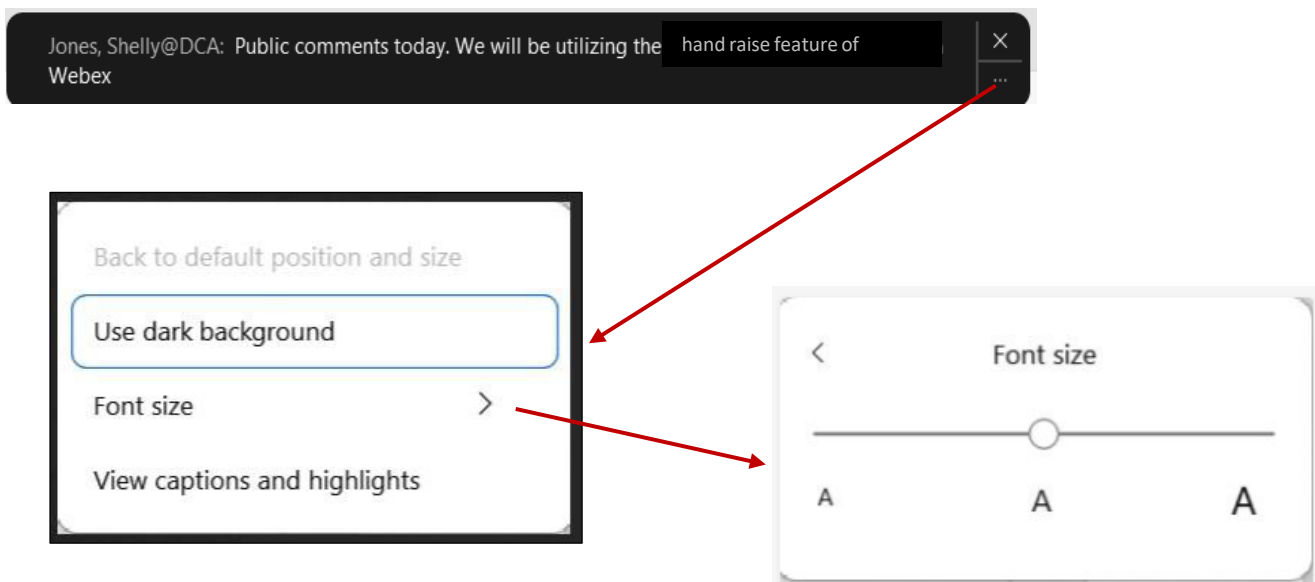 Jones, Shelly@DCA: Public comments today. We will be utilizing the hand raise feature of
Webex
Back to default position and size
Use dark background
Font size
View captions and highlights
Font size
A A A